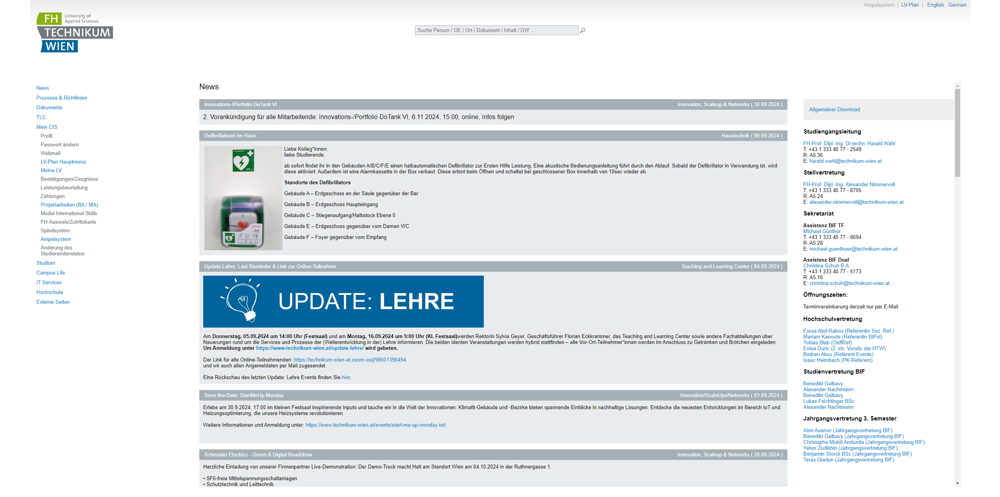 Ampelsystem | LV-Plan | English German
FH University of
Applied Sciences
TECHNIKUM
WIEN
Suche Person / OE / Ort / Dokument / Inhalt / DW ...
News
Prozesse & Richtlinien
Dokumente
TLC
Mein CIS
Profil
Passwort ändern
Webmail
LV-Plan Hauptmenü
Meine LV
Bestätigungen/Zeugnisse
Leistungsbeurteilung
Zahlungen
Projektarbeiten (BA / MA)
Modul International Skills
FH-Ausweis/Zutrittskarte
Spindsystem
Ampelsystem
Änderung des
Studierendenstatus
Studium
Campus Life
IT Services
Hochschule
Externe Seiten
News
Innovations-/Portfolio DoTank VI Innovation, Scaleup & Networks ( 10.09.2024 )
2. Vorankündigung für alle Mitarbeitende: Innovations-/Portfolio DoTank VI, 6.11.2024, 15:00, online, Infos folgen
Defibrillatoren im Haus Haustechnik ( 09.09.2024 )
Liebe Kolleg*innen,
liebe Studierende,
ab sofort findet ihr in den Gebäuden A/B/C/F/E einen halbautomatischen Defibrillator zur Ersten Hilfe Leistung. Eine akustische Bedienungsanleitung führt durch den Ablauf. Sobald der Defibrillator in Verwendung ist, wird
diese aktiviert. Außerdem ist eine Alarmkassette in der Box verbaut. Diese ertönt beim Öffnen und schaltet bei geschlossener Box innerhalb von 10sec wieder ab.
Standorte des Defibrillators
Gebäude A – Erdgeschoss an der Säule gegenüber der Bar
Gebäude B – Erdgeschoss Haupteingang
Gebäude C – Stiegenaufgang/Halbstock Ebene 0
Gebäude E – Erdgeschoss gegenüber vom Damen WC
Gebäude F – Foyer gegenüber vom Empfang
Update Lehre: Last Reminder & Link zur Online-Teilnahme Teaching and Learning Center ( 04.09.2024 )
UPDATE: LEHRE
Am Donnerstag, 05.09.2024 um 14:00 Uhr (Festsaal) und am Montag, 16.09.2024 um 9:00 Uhr (Kl. Festsaal)werden Rektorin Sylvia Geyer, Geschäftsführer Florian Eckkrammer, das Teaching and Learning Center sowie andere Fachabteilungen über
Neuerungen rund um die Services und Prozesse der (Weiterentwicklung in der) Lehre informieren. Die beiden identen Veranstaltungen werden hybrid stattfinden – alle Vor-Ort-Teilnehmer*innen werden im Anschluss zu Getränken und Brötchen eingeladen.
Um Anmeldung unter https://www.technikum-wien.at/update-lehre/ wird gebeten.
Der Link für alle Online-Teilnehmenden: https://technikum-wien-at.zoom.us/j/98601398494
und wir auch allen Angemeldeten per Mail zugesendet.
Eine Rückschau des letzten Update: Lehre Events finden Sie hier.
Save-the-Date: StartMeUp Monday Innovation/ScaleUps/Networks ( 03.09.2024 )
Erlebe am 30.9.2024, 17:00 im kleinen Festsaal inspirierende Inputs und tauche ein in die Welt der Innovationen: Klimafit-Gebäude und -Bezirke bieten spannende Einblicke in nachhaltige Lösungen. Entdecke die neuesten Entwicklungen im Bereich IoT und
Heizungsoptimierung, die unsere Heizsysteme revolutionieren.
Weitere Informationen und Anmeldung unter: https://www.technikum-wien.at/events/start-me-up-monday-iot/
Schneider Electrics - Green & Digital Roadshow Innovation, Scaleup & Networks ( 28.08.2024 )
Herzliche Einladung von unserer Firmenpartner Live-Demonstration: Der Demo-Truck macht Halt am Standort Wien am 04.10.2024 in der Ruthnergasse 1.
• SF6-freie Mittelspannungsschaltanlagen
• Schutztechnik und Leittechnik
Allgemeiner Download
Studiengangsleitung
FH-Prof. Dipl.-Ing. Dr.techn. Harald Wahl
T: +43 1 333 40 77 - 2549
R: A5.36
E: harald.wahl@technikum-wien.at
Stellvertretung
FH-Prof. Dipl.-Ing. Alexander Nimmervoll
T: +43 1 333 40 77 - 8705
R: A5.24
E: alexander.nimmervoll@technikum-wien.at
Sekretariat
Assistenz BIF TF
Michael Günthör
T: +43 1 333 40 77 - 8694
R: A5.28
E: michael.guenthoer@technikum-wien.at
Assistenz BIF Dual
Christina Schuh B.A.
T: +43 1 333 40 77 - 5173
R: A5.16
E: christina.schuh@technikum-wien.at
Öffnungszeiten:
Terminvereinbarung derzeit nur per E-Mail
Hochschulvertretung
Esraa Abd-Rabou (Referentin Soz. Ref.)
Mariam Kanoute (Referentin BiPol)
Tobias Blab (OeffRef)
Enisa Duric (2. stv. Vorsitz der HTW)
Bedran Aksu (Referent Events)
Isaac Heimbach (PK-Referent)
Studienvertretung BIF
Benedikt Galbavy
Alexander Nachtmann
Benedikt Galbavy
Lukas Feichtinger BSc
Alexander Nachtmann
Jahrgangsvertretung 3. Semester
Alen Asanov (Jahrgangsvertretung BIF)
Benedikt Galbavy (Jahrgangsvertretung BIF)
Christophe-Mokili Andunda (Jahrgangsvertretung BIF)
Yehor Zudikhin (Jahrgangsvertretung BIF)
Benjamin Storck BSc (Jahrgangsvertretung BIF)
Taras Gladun (Jahrgangsvertretung BIF)